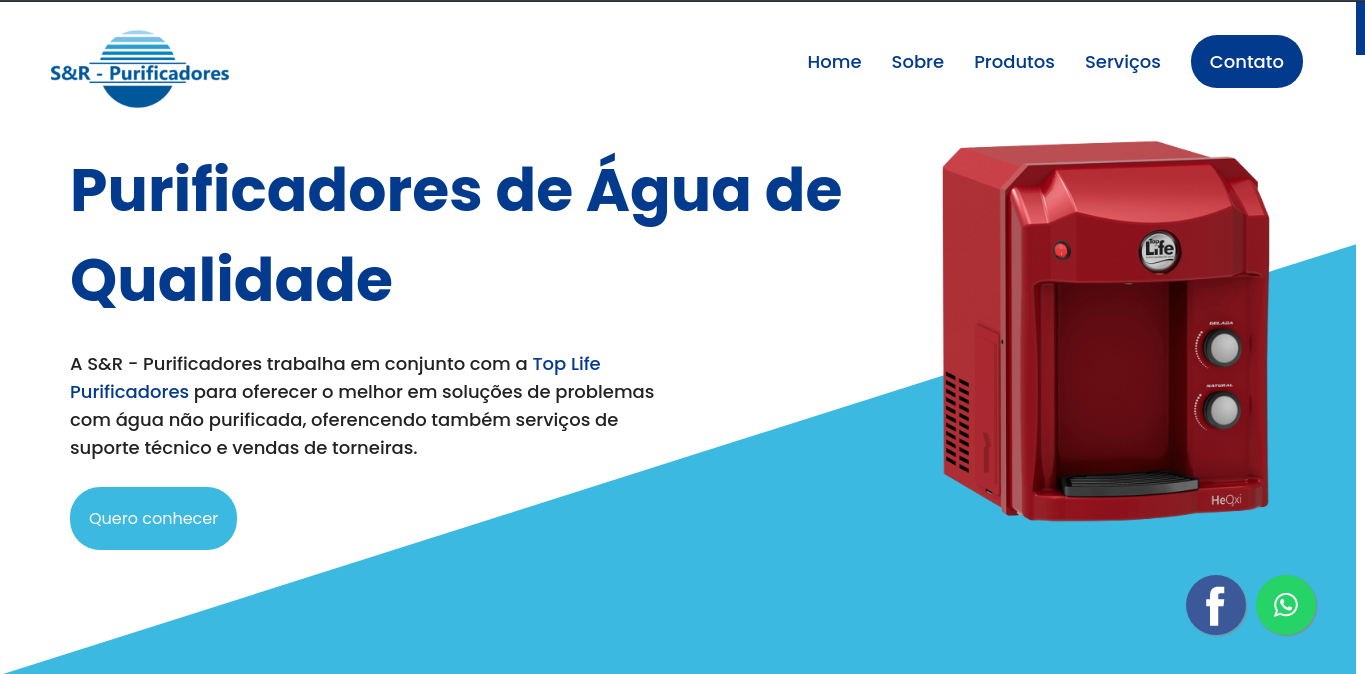 S&R - Purificadores
Home Sobre Produtos Serviços Contato
Purificadores de Água de
Qualidade
A S&R - Purificadores trabalha em conjunto com a Top Life
Purificadores para oferecer o melhor em soluções de problemas
com água não purificada, oferencendo também serviços de
suporte técnico e vendas de torneiras.
Quero conhecer
Top
Life
GELADA
NATURAL
HeQxi